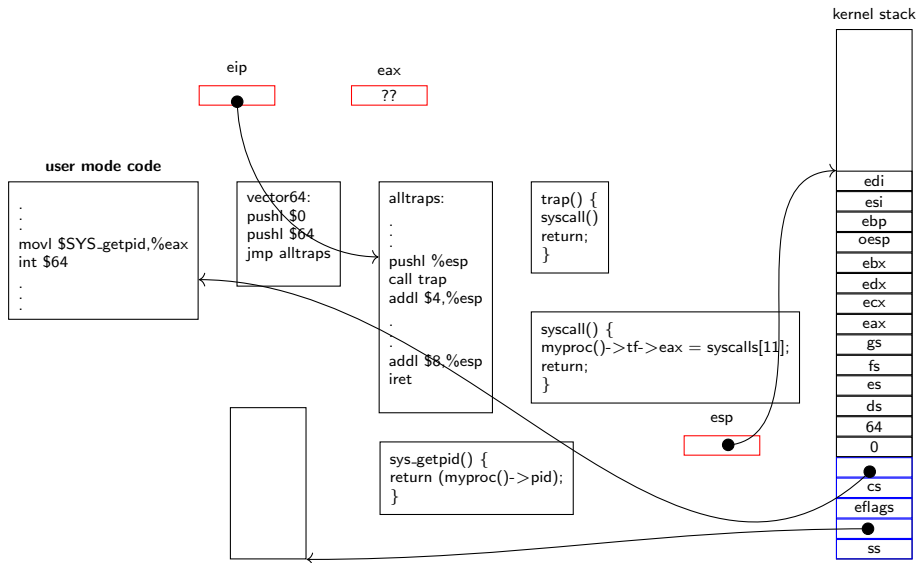 kernel stack
eip
eax
??
user mode code
.
.
.
movl $SYS_getpid,%eax
int $64
.
.
.
vector64:
pushl $0
pushl $64
jmp alltraps
alltraps:
.
.
.
pushl %esp
call trap
addl $4,%esp
.
.
.
addl $8,%esp
iret
trap() {
syscall()
return;
}
syscall() {
myproc()->tf->eax = syscalls[11];
return;
}
sys_getpid() {
return (myproc()->pid);
}
esp
edi
esi
ebp
oesp
ebx
edx
ecx
eax
gs
fs
es
ds
64
0
cs
eflags
ss